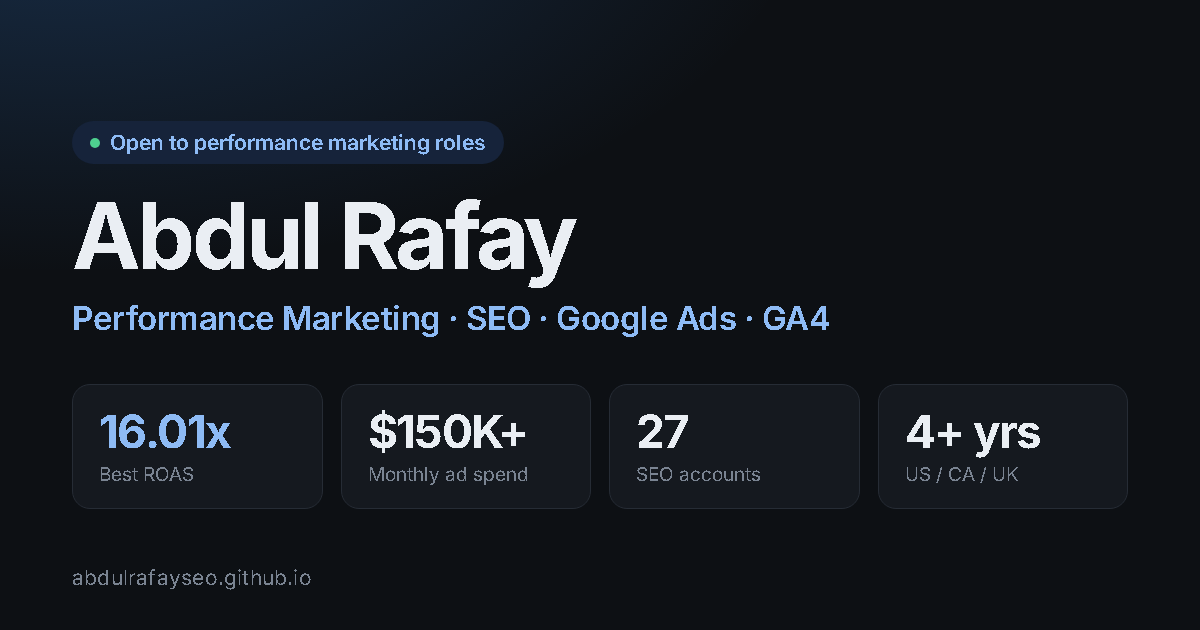 Open to performance marketing roles
Abdul Rafay
Performance Marketing · SEO · Google Ads · GA4
16.01x
Best ROAS
$150K+
Monthly ad spend
27
SEO accounts
4+ yrs
US / CA / UK
abdulrafayseo.github.io